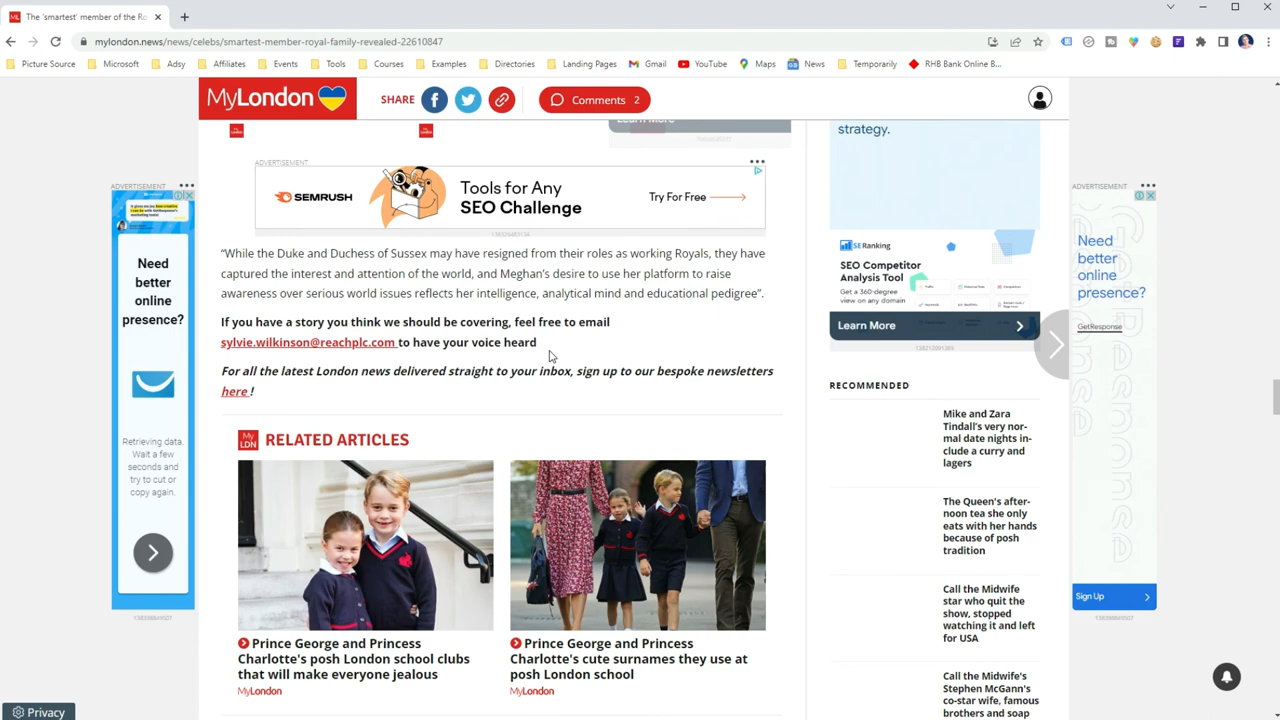 The 'smartest' member of the Ro
mylondon.news/news/celebs/smartest-member-royal-family-revealed-22610847
Picture Source
Microsoft
Adsy
Affiliates
Events
Tools
Courses
Examples
Directories
Landing Pages
Gmail
YouTube
Maps
News
Temporarily
RHB Bank Online B...
MyLondon
SHARE
Comments 2
strategy.
ADVERTISEMENT
SEMRUSH
Tools for Any
SEO Challenge
Try For Free
“While the Duke and Duchess of Sussex may have resigned from their roles as working Royals, they have
captured the interest and attention of the world, and Meghan’s desire to use her platform to raise
awareness over serious world issues reflects her intelligence, analytical mind and educational pedigree”.
If you have a story you think we should be covering, feel free to email
sylvie.wilkinson@reachplc.com to have your voice heard
For all the latest London news delivered straight to your inbox, sign up to our bespoke newsletters
here !
My LDN RELATED ARTICLES
Prince George and Princess
Charlotte's posh London school clubs
that will make everyone jealous
MyLondon
Prince George and Princess
Charlotte's cute surnames they use at
posh London school
MyLondon
ADVERTISEMENT
Need
better
online
presence?
Retrieving data.
Wait a few
seconds and
try to cut or
copy again.
SE Ranking
SEO Competitor
Analysis Tool
Get a 360-degree
view on any domain
Learn More
RECOMMENDED
Mike and Zara
Tindall’s very nor-
mal date nights in-
clude a curry and
lagers
The Queen's after-
noon tea she only
eats with her hands
because of posh
tradition
Call the Midwife
star who quit the
show, stopped
watching it and left
for USA
Call the Midwife's
Stephen McGann's
co-star wife, famous
brothers and soap
ADVERTISEMENT
Need
better
online
presence?
GetResponse
Sign Up
Privacy